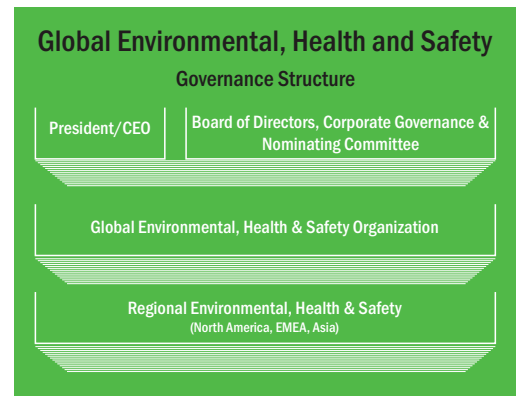 Global Environmental, Health and Safety
Governance Structure
President/CEO
Board of Directors, Corporate Governance &
Nominating Committee
Global Environmental, Health & Safety Organization
Regional Environmental, Health & Safety
(North America, EMEA, Asia)